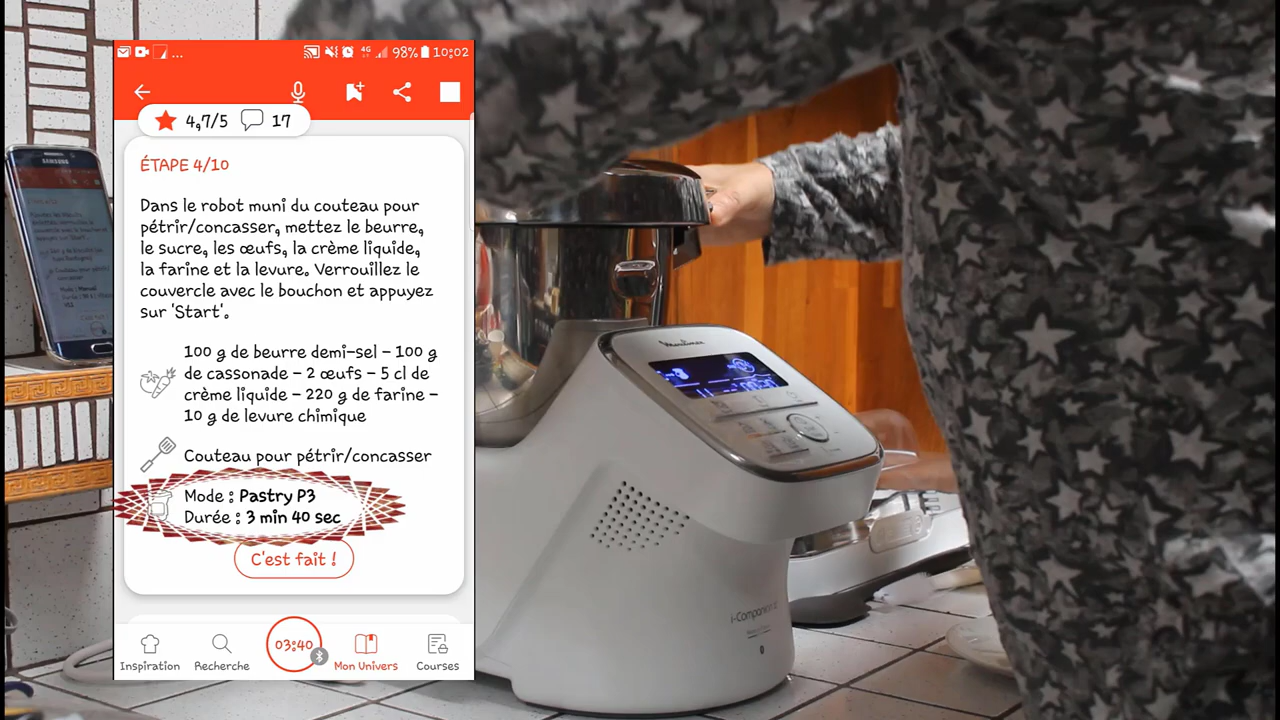 4G
98%
10:02
4,7/5
17
ÉTAPE 4/10
Dans le robot muni du couteau pour
pétrir/concasser, mettez le beurre,
le sucre, les œufs, la crème liquide,
la farine et la levure. Verrouillez le
couvercle avec le bouchon et appuyez
sur 'Start'.
100 g de beurre demi-sel – 100 g
de cassonade – 2 œufs – 5 cl de
crème liquide – 220 g de farine –
10 g de levure chimique
Couteau pour pétrir/concasser
Mode : Pastry P3
Durée : 3 min 40 sec
C'est fait !
03:40
Inspiration
Recherche
Mon Univers
Courses
SAMSUNG
Moulinex
i-Companion